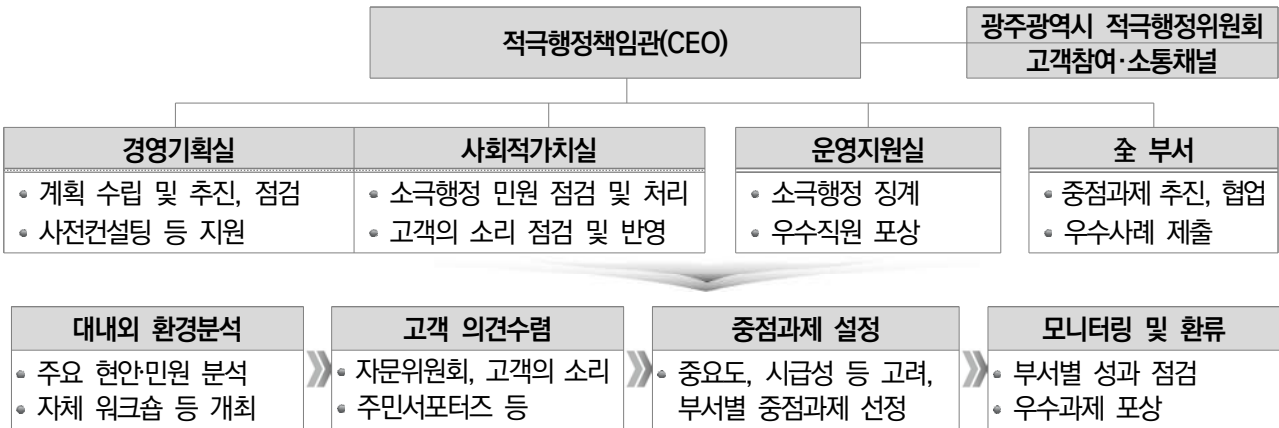 적극행정책임관(CEO)
광주광역시 적극행정위원회
고객참여·소통채널
경영기획실
• 계획 수립 및 추진, 점검
• 사전컨설팅 등 지원
사회적가치실
• 소극행정 민원 점검 및 처리
• 고객의 소리 점검 및 반영
운영지원실
• 소극행정 징계
• 우수직원 포상
全 부서
• 중점과제 추진, 협업
• 우수사례 제출
대내외 환경분석
• 주요 현안·민원 분석
• 자체 워크숍 등 개최
고객 의견수렴
• 자문위원회, 고객의 소리
• 주민서포터즈 등
중점과제 설정
• 중요도, 시급성 등 고려,
부서별 중점과제 선정
모니터링 및 환류
• 부서별 성과 점검
• 우수과제 포상